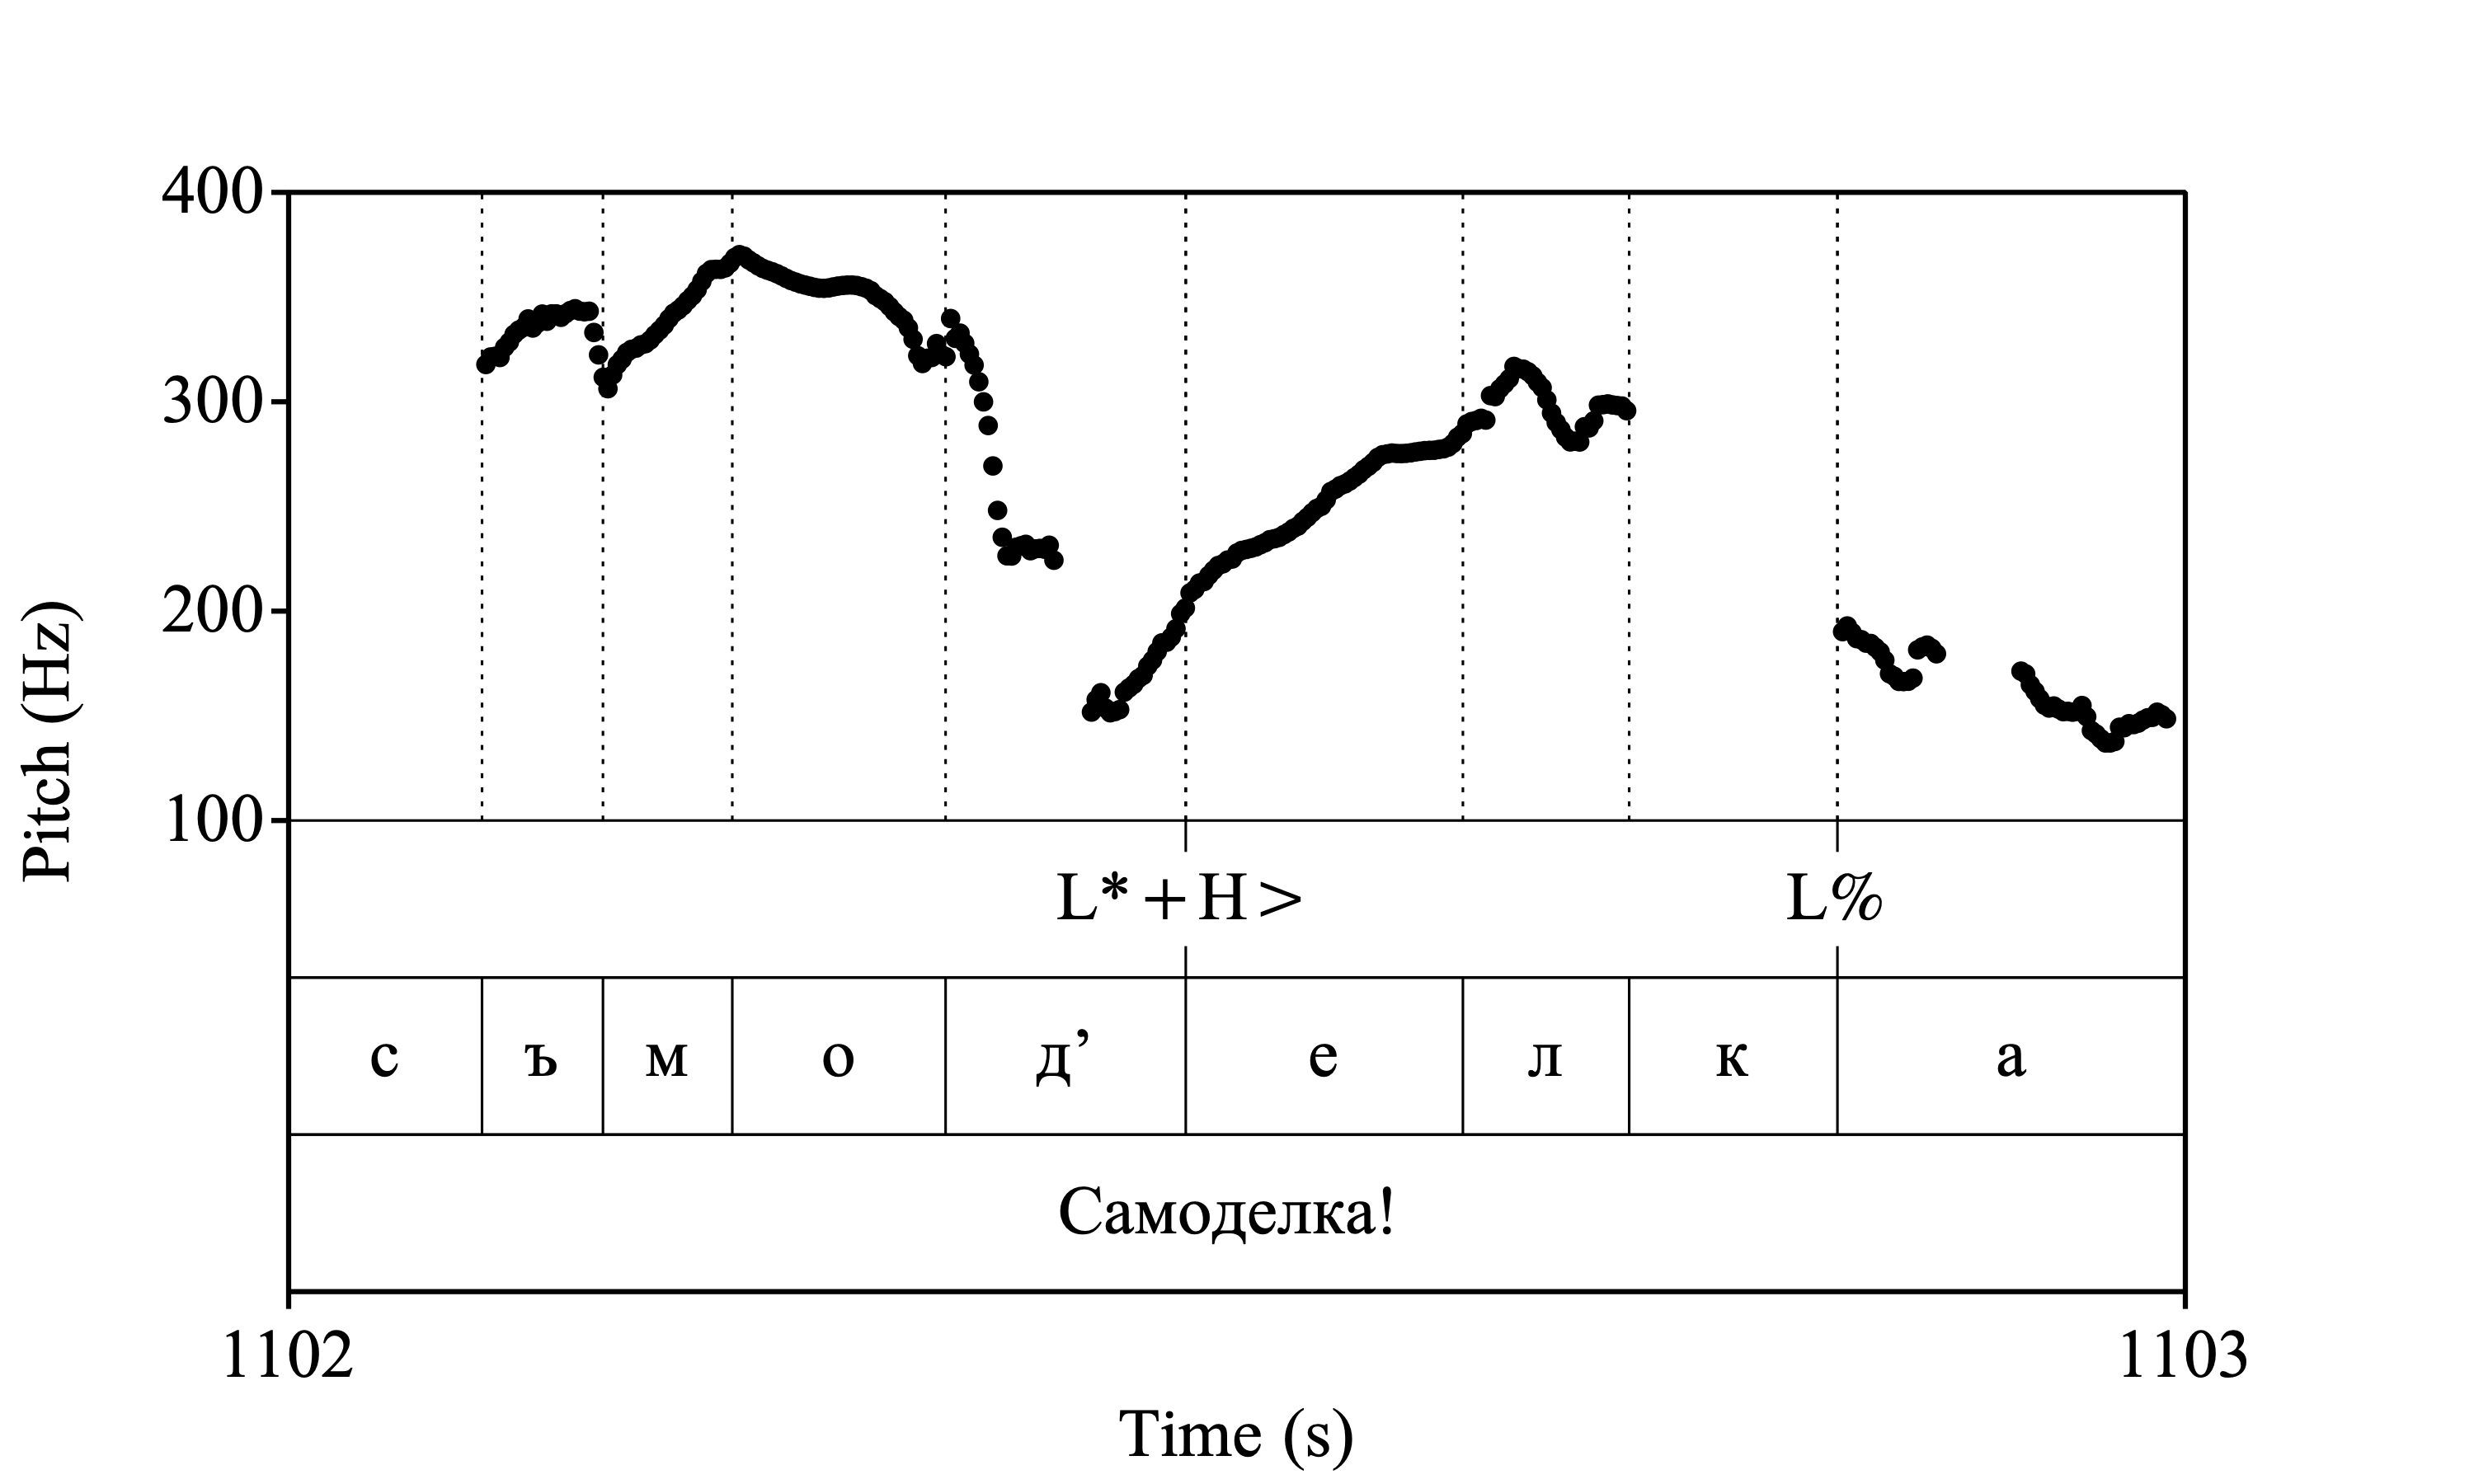 400
300
200
100
Pitch (Hz)
L*+H> L%
с ъ м о д’ е л к а
Самоделка!
1102 1103
Time (s)